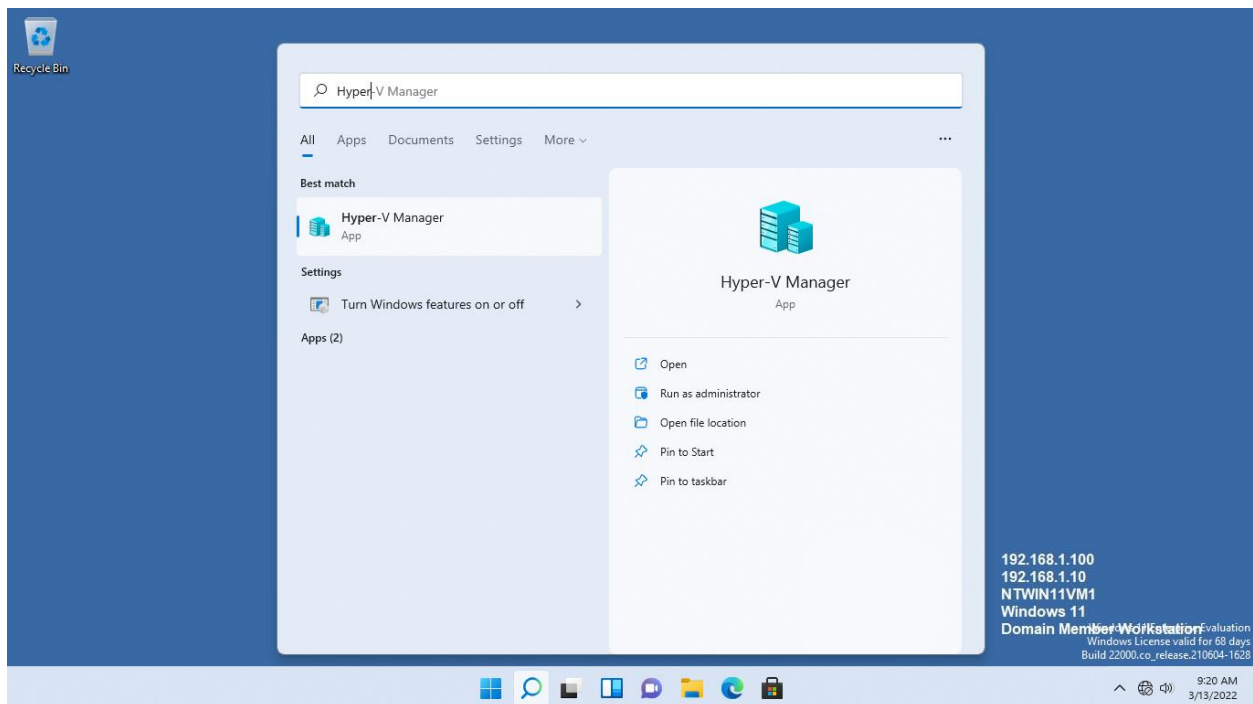 Recycle Bin
Hyper-V Manager
All Apps Documents Settings More
Best match
Hyper-V Manager
App
Settings
Turn Windows features on or off
Apps (2)
Hyper-V Manager
App
Open
Run as administrator
Open file location
Pin to Start
Pin to taskbar
192.168.1.100
192.168.1.10
NTWIN11VM1
Windows 11
Domain Member Workstation
Evaluation
Windows License valid for 68 days
Build 22000.co_release.210604-1628
9:20 AM
3/13/2022